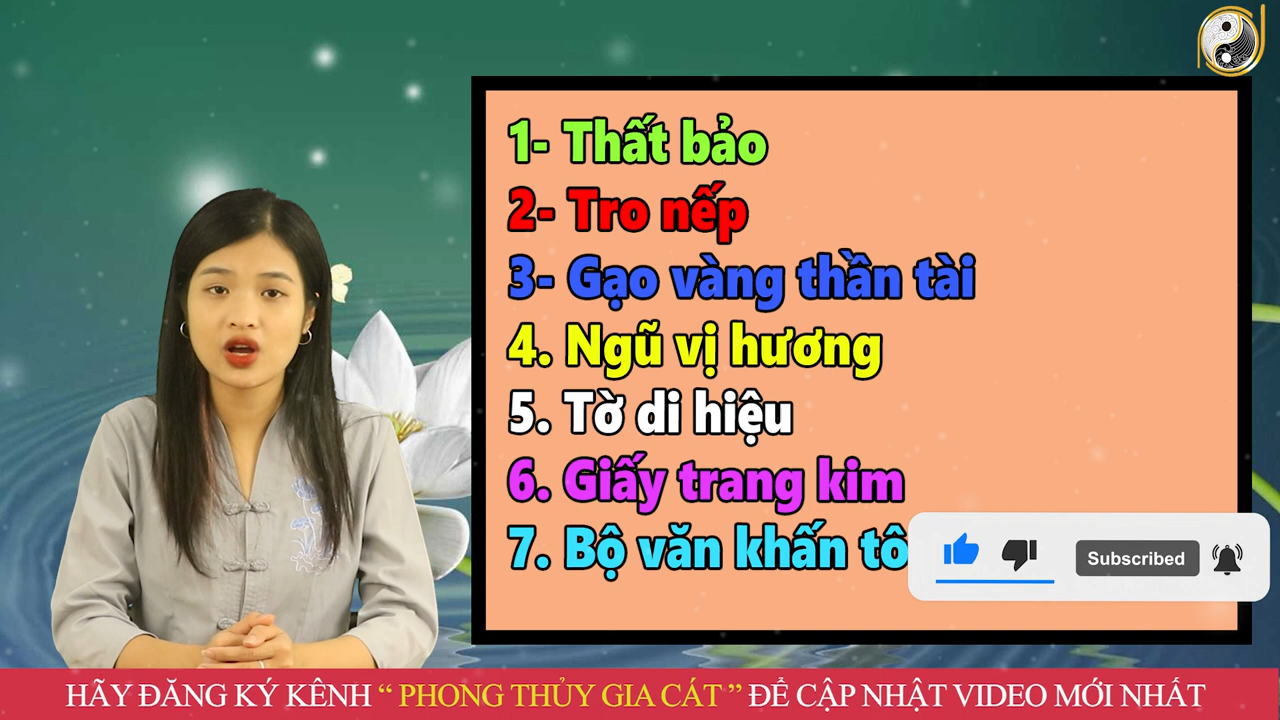 1- Thất bảo
2- Tro nếp
3- Gạo vàng thần tài
4. Ngũ vị hương
5. Tờ di hiệu
6. Giấy trang kim
7. Bộ văn khấn tô
Subscribed
HÃY ĐĂNG KÝ KÊNH “ PHONG THỦY GIA CÁT ” ĐỂ CẬP NHẬT VIDEO MỚI NHẤT